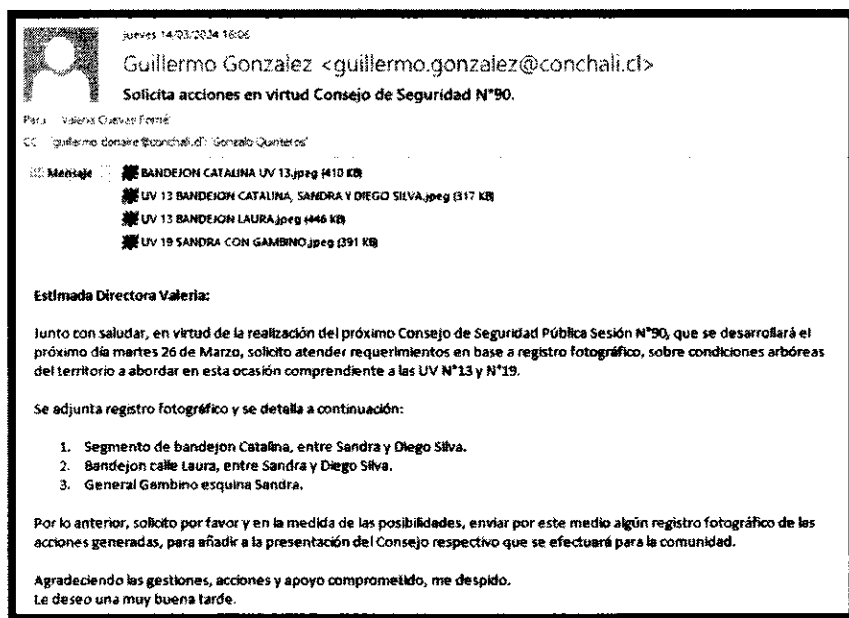 jueves 14/03/2024 16:06
Guillermo Gonzalez <guillermo.gonzalez@conchali.cl>
Solicita acciones en virtud Consejo de Seguridad N°90.
Para Valeria Cuevas Forné
CC 'guillermo.donaire@conchali.cl'; 'Gonzalo Quinteros'
Mensaje BANDEJON CATALINA UV 13.jpeg (410 KB)
UV 13 BANDEJON CATALINA, SANDRA Y DIEGO SILVA.jpeg (317 KB)
UV 13 BANDEJON LAURA.jpeg (446 KB)
UV 19 SANDRA CON GAMBINO.jpeg (391 KB)
Estimada Directora Valeria:
Junto con saludar, en virtud de la realización del próximo Consejo de Seguridad Pública Sesión N°90, que se desarrollará el
próximo día martes 26 de Marzo, solicito atender requerimientos en base a registro fotográfico, sobre condiciones arbóreas
del territorio a abordar en esta ocasión comprendiente a las UV N°13 y N°19.
Se adjunta registro fotográfico y se detalla a continuación:
1. Segmento de bandejon Catalina, entre Sandra y Diego Silva.
2. Bandejon calle Laura, entre Sandra y Diego Silva.
3. General Gambino esquina Sandra.
Por lo anterior, solicito por favor y en la medida de las posibilidades, enviar por este medio algún registro fotográfico de las
acciones generadas, para añadir a la presentación del Consejo respectivo que se efectuará para la comunidad.
Agradeciendo las gestiones, acciones y apoyo comprometido, me despido.
Le deseo una muy buena tarde.